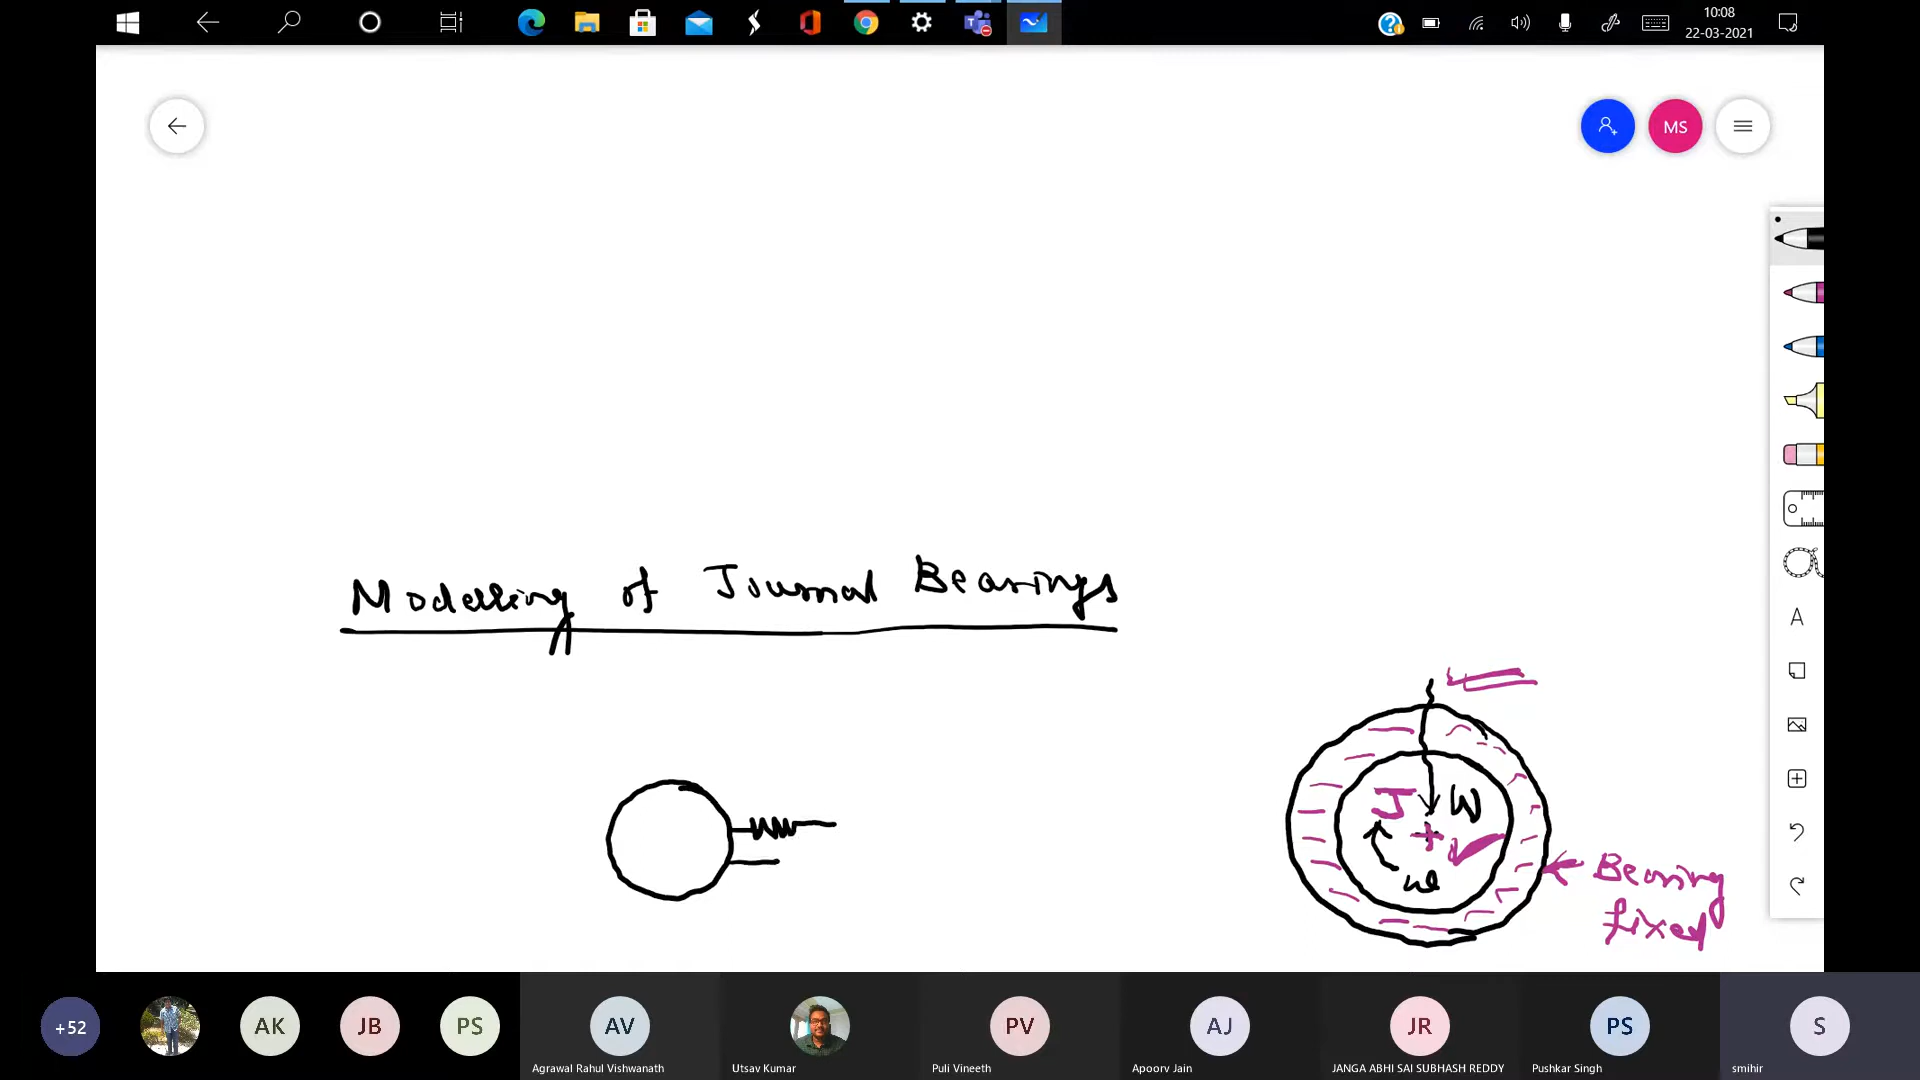 10:08
22-03-2021
MS
Modelling of Journal Bearings
J W
ω
Bearing
fixed
A
+52
AK
JB
PS
AV
PV
AJ
JR
PS
S
Agrawal Rahul Vishwanath
Utsav Kumar
Puli Vineeth
Apoorv Jain
JANGA ABHI SAI SUBHASH REDDY
Pushkar Singh
smihir